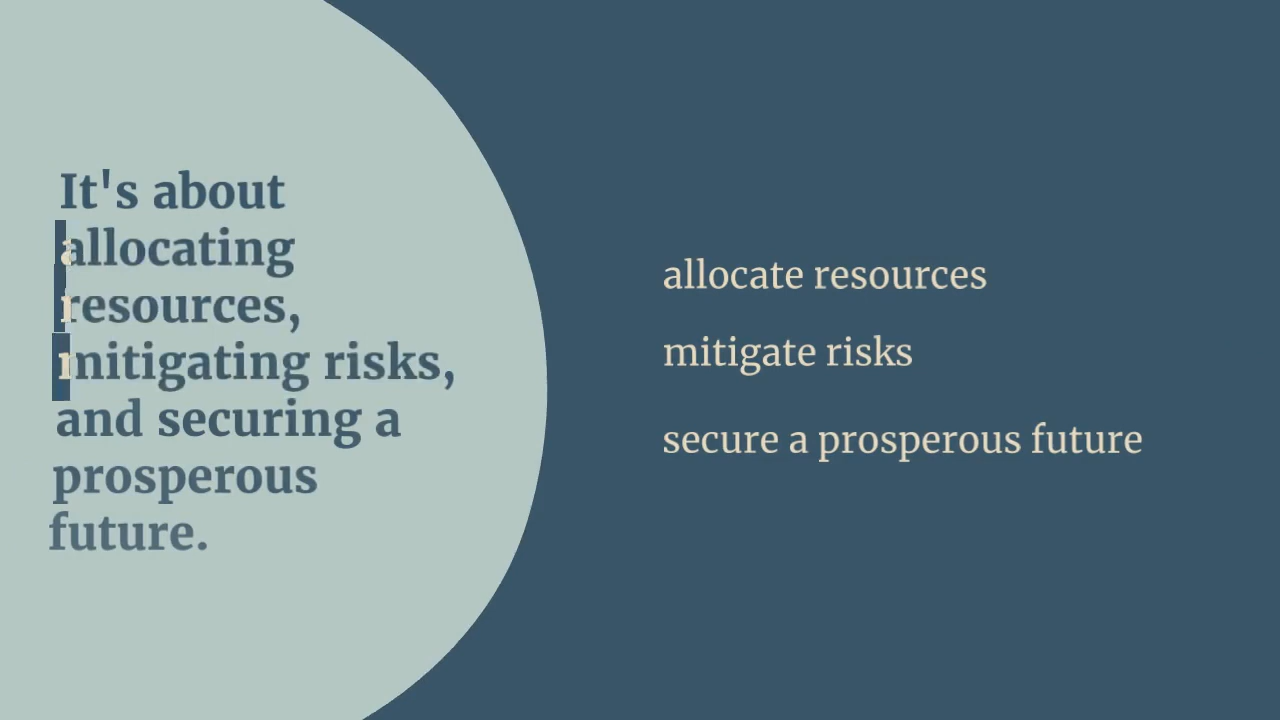 It's about
allocating
resources,
mitigating risks,
and securing a
prosperous
future.
allocate resources
mitigate risks
secure a prosperous future